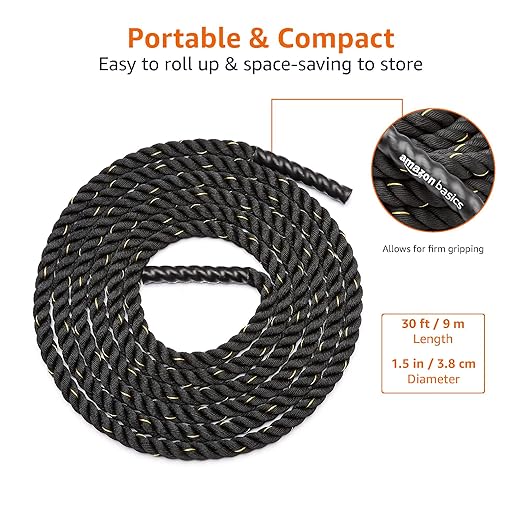 Portable & Compact
Easy to roll up & space-saving to store
amazon basics
Allows for firm gripping
30 ft / 9 m
Length
1.5 in / 3.8 cm
Diameter